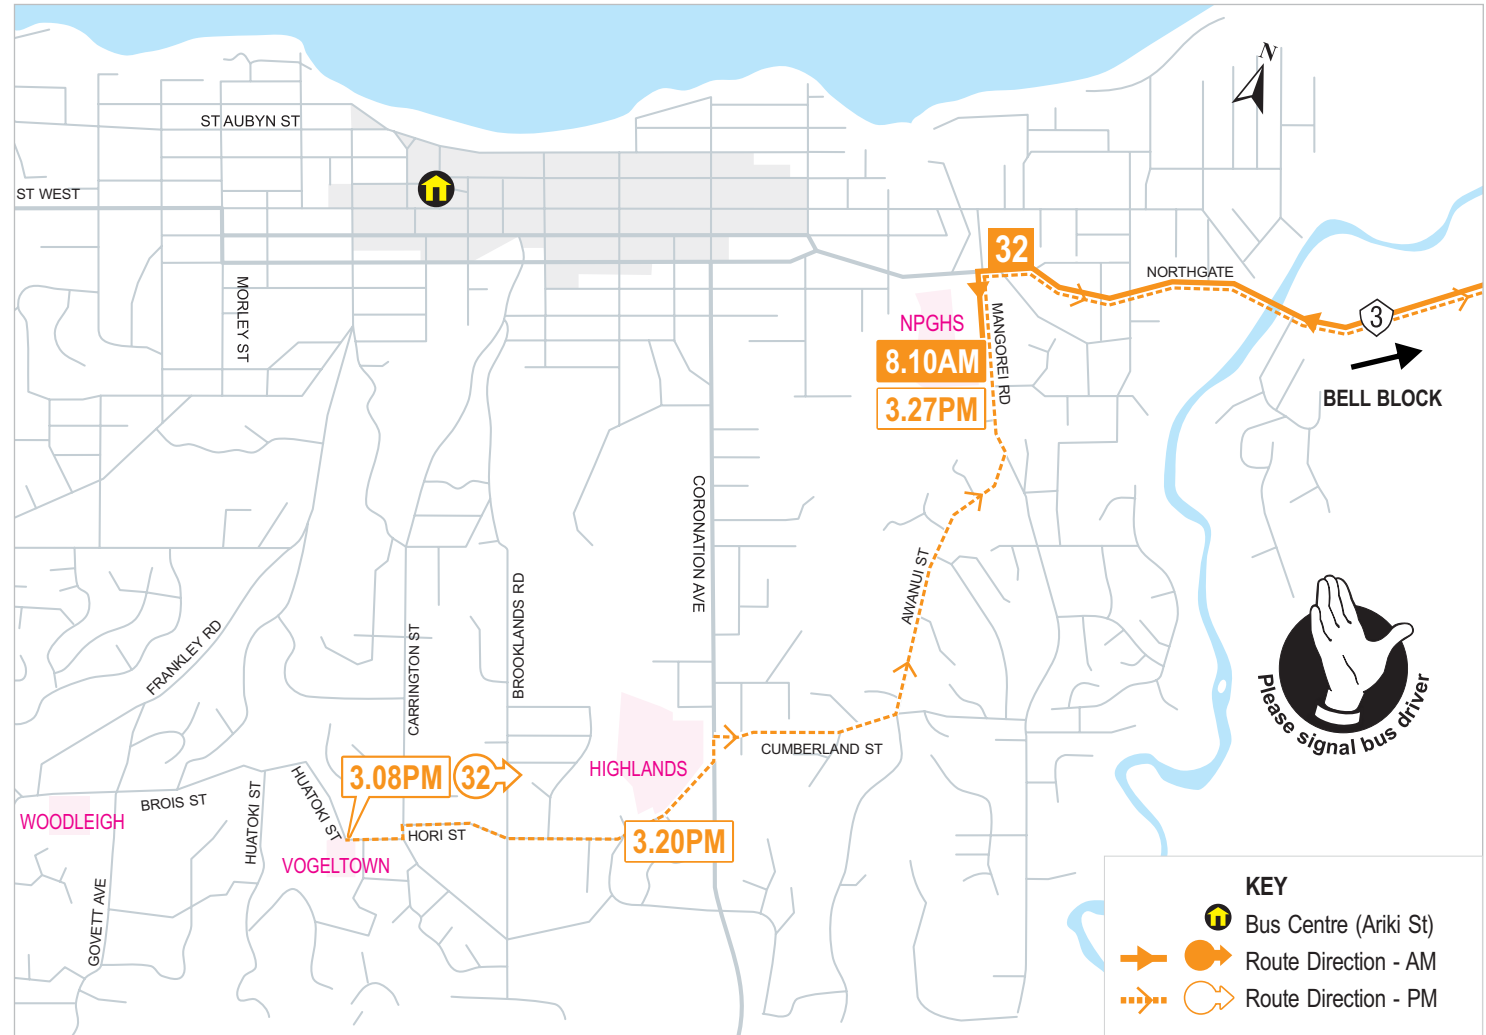 N
ST AUBYN ST
ST WEST
32
NORTHGATE
MORLEY ST
NPGHS
MANGOREI RD
3
8.10AM
BELL BLOCK
3.27PM
CORONATION AVE
AWANUI ST
BROOKLANDS RD
FRANKLEY RD
CARRINGTON ST
Please signal bus driver
CUMBERLAND ST
HIGHLANDS
3.08PM
32
HUATOKI ST
BROIS ST
WOODLEIGH
HUATOKI ST
HORI ST
3.20PM
VOGELTOWN
GOVETT AVE
KEY
Bus Centre (Ariki St)
Route Direction - AM
Route Direction - PM